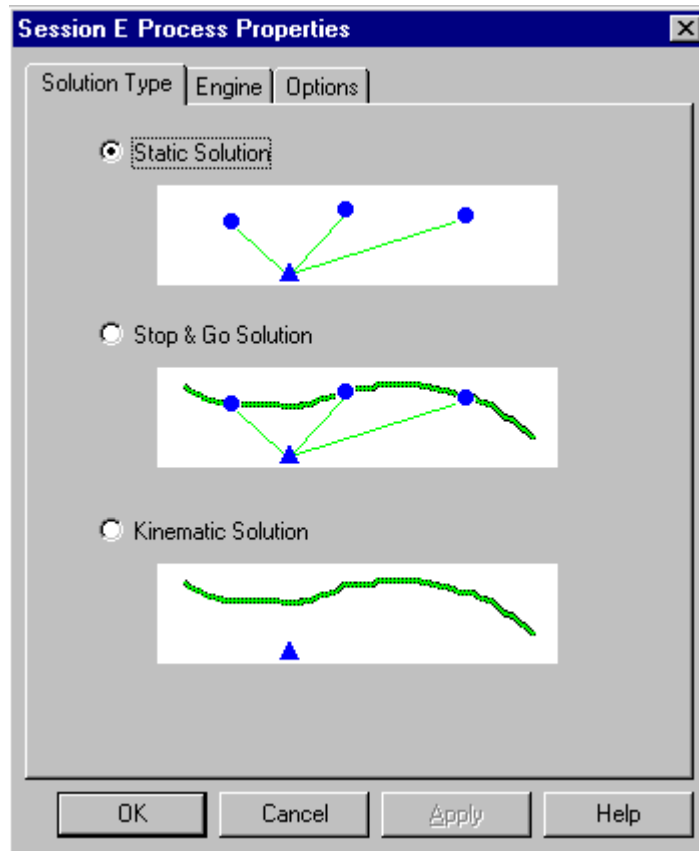 Session E Process Properties
Solution Type Engine Options
Static Solution
Stop & Go Solution
Kinematic Solution
OK Cancel Apply Help